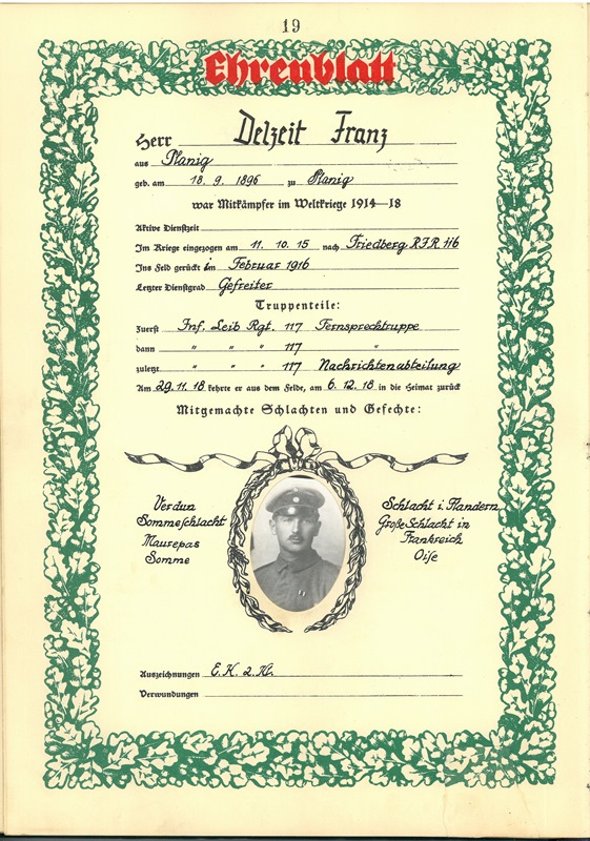 19
Ehrenblatt
Herr Delzeit Franz
aus Planig
geb. am 18. 9. 1896 zu Planig
war Mitkämpfer im Weltkriege 1914—18
Aktive Dienstzeit
Im Kriege eingezogen am 11. 10. 15 nach Friedberg R.I.R 116
Ins Feld gerückt im Februar 1916
Letzter Dienstgrad Gefreiter
Truppenteile:
Zuerst Inf. Leib Rgt. 117 Fernsprechtruppe
dann " " " 117 "
zuletzt " " " 117 Nachrichtenabteilung
Am 29. 11. 18 kehrte er aus dem Felde, am 6. 12. 18 in die Heimat zurück
Mitgemachte Schlachten und Gefechte:
Verdun
Sommeschlacht
Maurepas
Somme
Schlacht i. Flandern
Große Schlacht in
Frankreich
Oise
Auszeichnungen E. K. 2. Kl.
Verwundungen